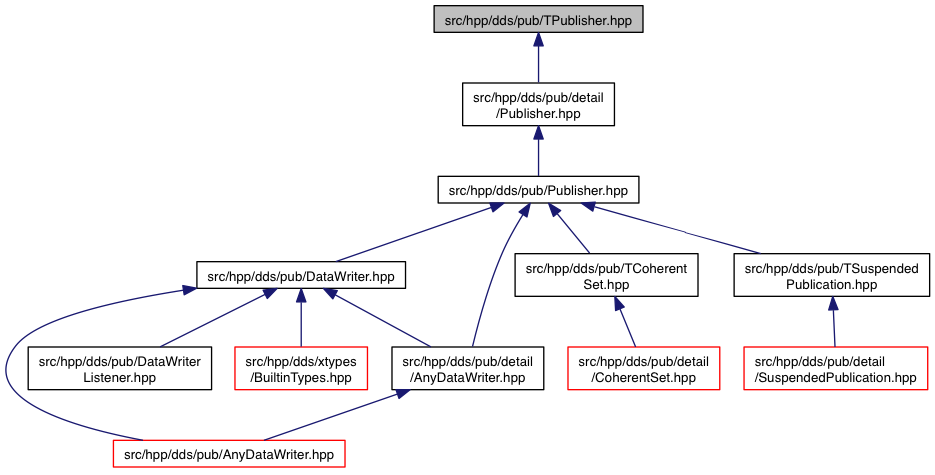 src/hpp/dds/pub/TPublisher.hpp
src/hpp/dds/pub/detail
/Publisher.hpp
src/hpp/dds/pub/Publisher.hpp
src/hpp/dds/pub/DataWriter.hpp
src/hpp/dds/pub/TCoherent
Set.hpp
src/hpp/dds/pub/TSuspended
Publication.hpp
src/hpp/dds/pub/DataWriter
Listener.hpp
src/hpp/dds/xtypes
/BuiltinTypes.hpp
src/hpp/dds/pub/detail
/AnyDataWriter.hpp
src/hpp/dds/pub/detail
/CoherentSet.hpp
src/hpp/dds/pub/detail
/SuspendedPublication.hpp
src/hpp/dds/pub/AnyDataWriter.hpp